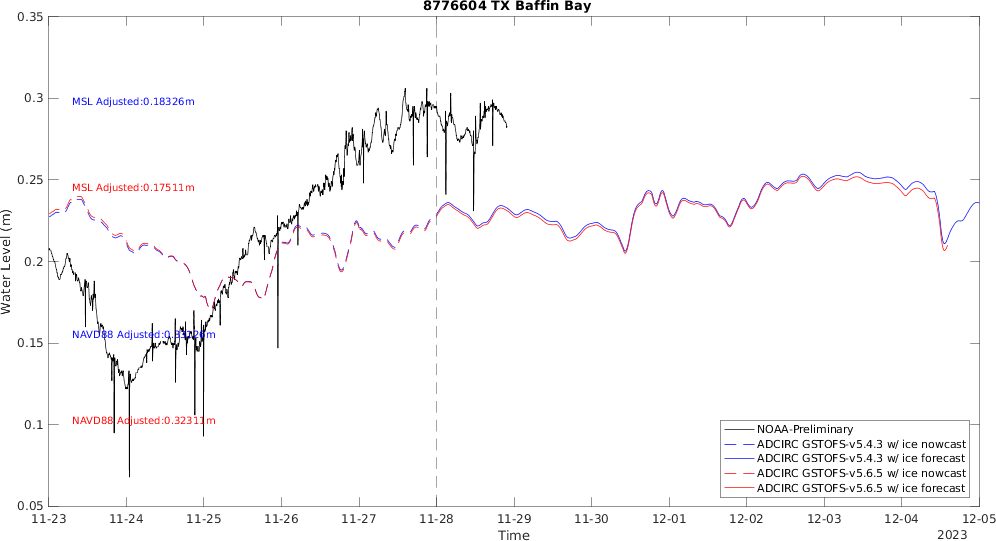 8776604 TX Baffin Bay
0.35
0.3
0.25
0.2
0.15
0.1
0.05
Water Level (m)
MSL Adjusted:0.18326m
MSL Adjusted:0.17511m
NAVD88 Adjusted:
NAVD88 Adjusted:0.32311m
NOAA-Preliminary
ADCIRC GSTOFS-v5.4.3 w/ ice nowcast
ADCIRC GSTOFS-v5.4.3 w/ ice forecast
ADCIRC GSTOFS-v5.6.5 w/ ice nowcast
ADCIRC GSTOFS-v5.6.5 w/ ice forecast
11-23 11-24 11-25 11-26 11-27 11-28 11-29 11-30 12-01 12-02 12-03 12-04 12-05
Time
2023